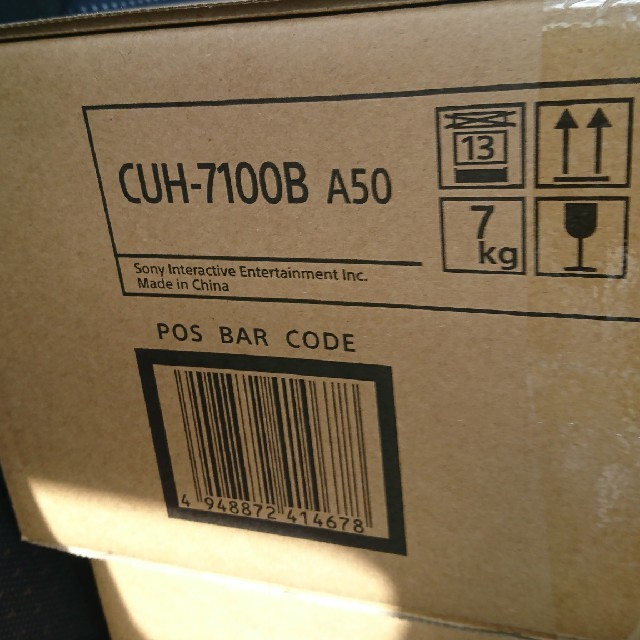 CUH-7100B A50
13
7
kg
Sony Interactive Entertainment Inc.
Made in China
POS BAR CODE
4 948872 414678